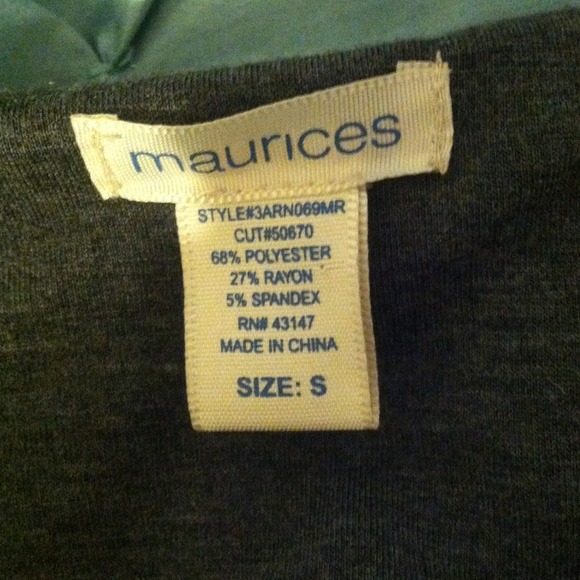 maurices
STYLE#3ARN069MR
CUT#50670
68% POLYESTER
27% RAYON
5% SPANDEX
RN# 43147
MADE IN CHINA
SIZE: S